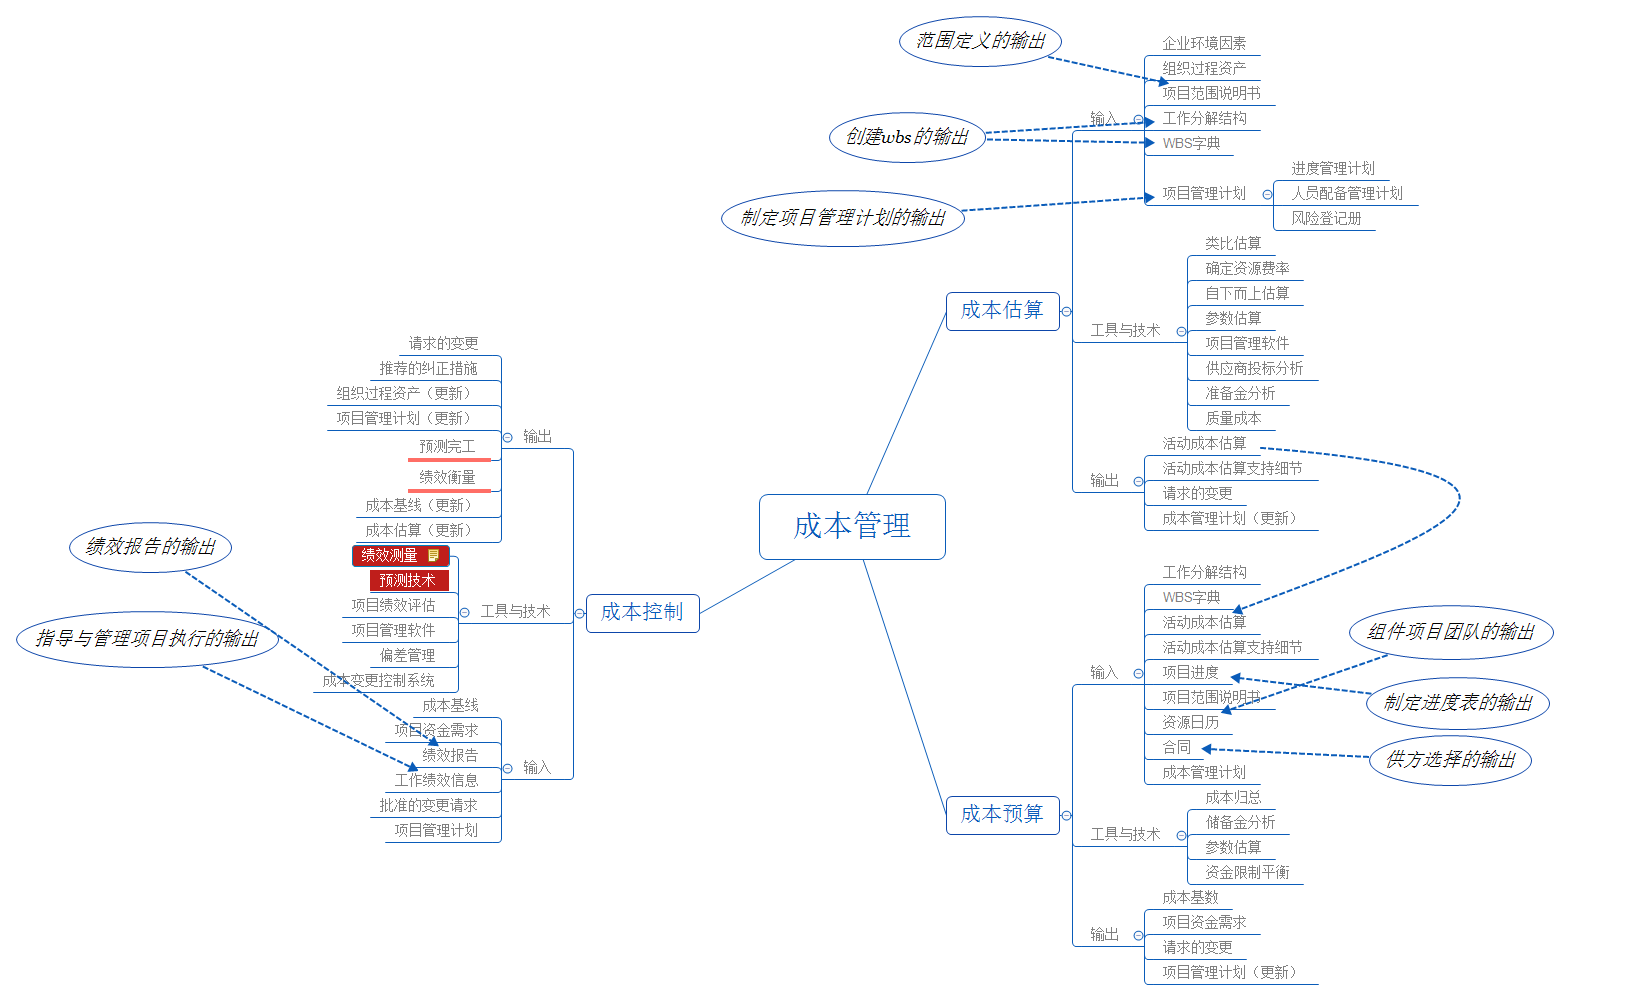 成本管理
成本估算
输入
企业环境因素
组织过程资产
项目范围说明书
工作分解结构
WBS字典
项目管理计划
进度管理计划
人员配备管理计划
风险登记册
范围定义的输出
创建wbs的输出
制定项目管理计划的输出
工具与技术
类比估算
确定资源费率
自下而上估算
参数估算
项目管理软件
供应商投标分析
准备金分析
质量成本
输出
活动成本估算
活动成本估算支持细节
请求的变更
成本管理计划（更新）
成本预算
输入
工作分解结构
WBS字典
活动成本估算
活动成本估算支持细节
项目进度
项目范围说明书
资源日历
合同
成本管理计划
组件项目团队的输出
制定进度表的输出
供方选择的输出
工具与技术
成本归总
储备金分析
参数估算
资金限制平衡
输出
成本基数
项目资金需求
请求的变更
项目管理计划（更新）
成本控制
输出
请求的变更
推荐的纠正措施
组织过程资产（更新）
项目管理计划（更新）
预测完工
绩效衡量
成本基线（更新）
成本估算（更新）
工具与技术
绩效测量
预测技术
项目绩效评估
项目管理软件
偏差管理
成本变更控制系统
输入
成本基线
项目资金需求
绩效报告
工作绩效信息
批准的变更请求
项目管理计划
绩效报告的输出
指导与管理项目执行的输出